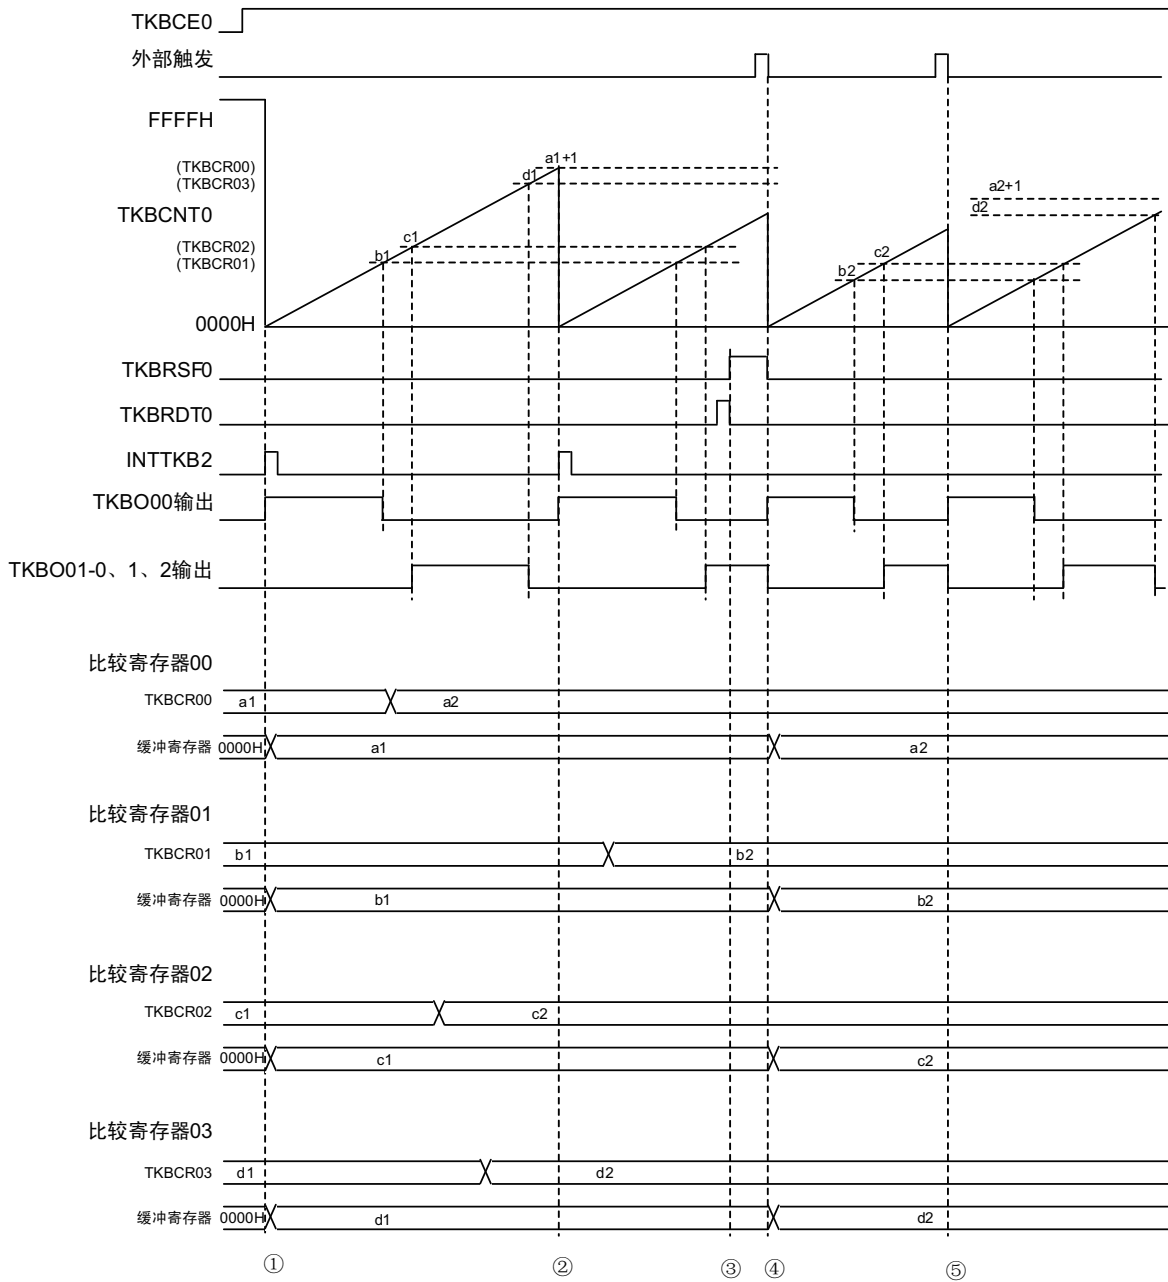 TKBCE0
外部触发
FFFFH
(TKBCR00)
(TKBCR03)
TKBCNT0
(TKBCR02)
(TKBCR01)
0000H
a1+1
d1
c1
b1
b2
c2
a2+1
d2
TKBRSF0
TKBRDT0
INTTKB2
TKBO00输出
TKBO01-0、1、2输出
比较寄存器00
TKBCR00 a1 a2
缓冲寄存器 0000H a1 a2
比较寄存器01
TKBCR01 b1 b2
缓冲寄存器 0000H b1 b2
比较寄存器02
TKBCR02 c1 c2
缓冲寄存器 0000H c1 c2
比较寄存器03
TKBCR03 d1 d2
缓冲寄存器 0000H d1 d2
① ② ③ ④ ⑤